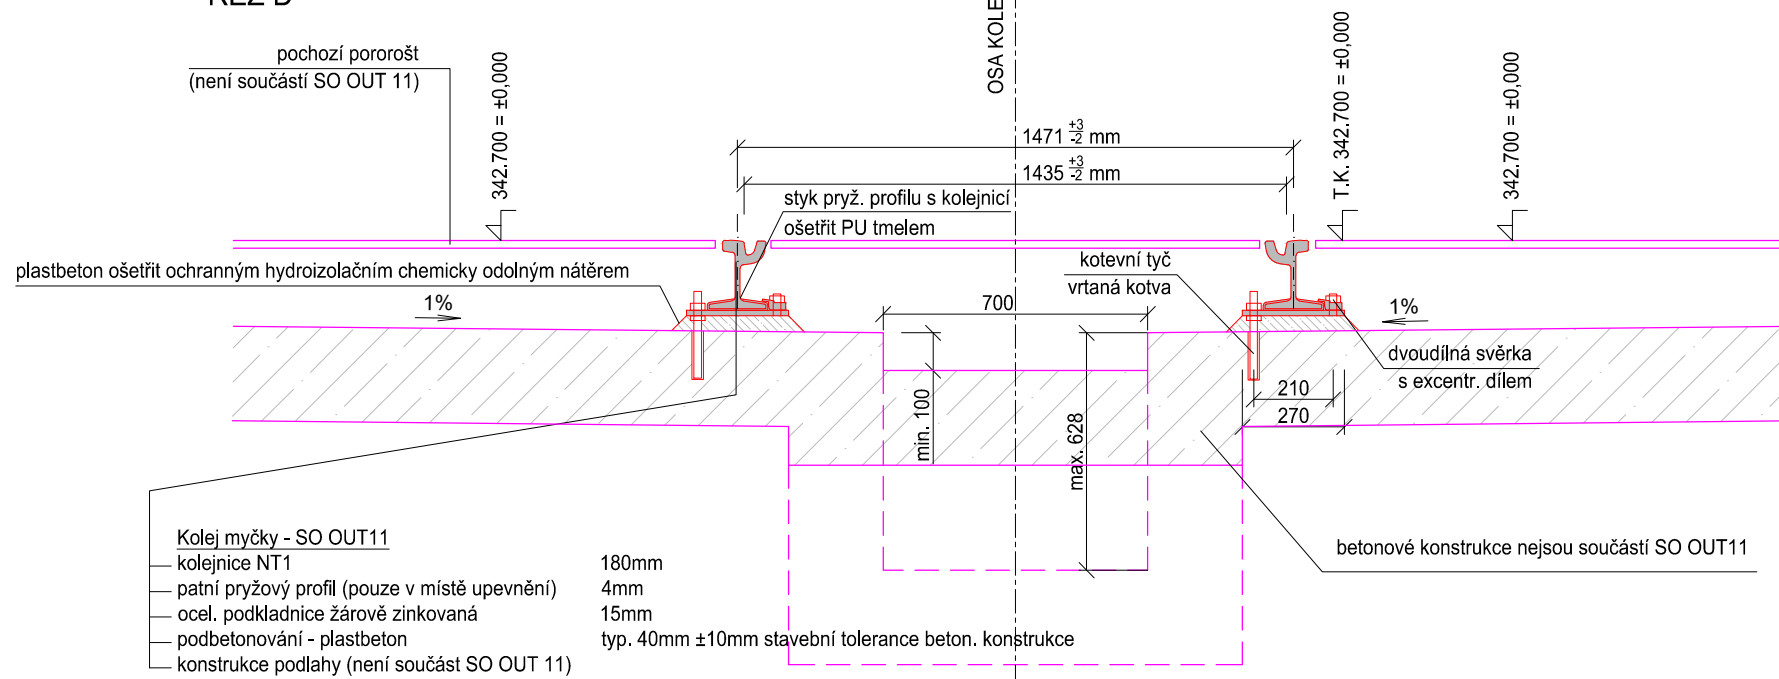 ŘEZ D
pochozí pororošt
(není součástí SO OUT 11)
342.700 = ±0,000
OSA KOLE
1471 +3 -2 mm
1435 +3 -2 mm
T.K. 342.700 = ±0,000
342.700 = ±0,000
styk pryž. profilu s kolejnicí
ošetřit PU tmelem
plastbeton ošetřit ochranným hydroizolačním chemicky odolným nátěrem
kotevní tyč
vrtaná kotva
1%
700
1%
dvoudílná svěrka
s excentr. dílem
210
270
min. 100
max. 628
Kolej myčky - SO OUT11
kolejnice NT1 180mm
patní pryžový profil (pouze v místě upevnění) 4mm
ocel. podkladnice žárově zinkovaná 15mm
podbetonování - plastbeton typ. 40mm ±10mm stavební tolerance beton. konstrukce
konstrukce podlahy (není součást SO OUT 11)
betonové konstrukce nejsou součástí SO OUT11